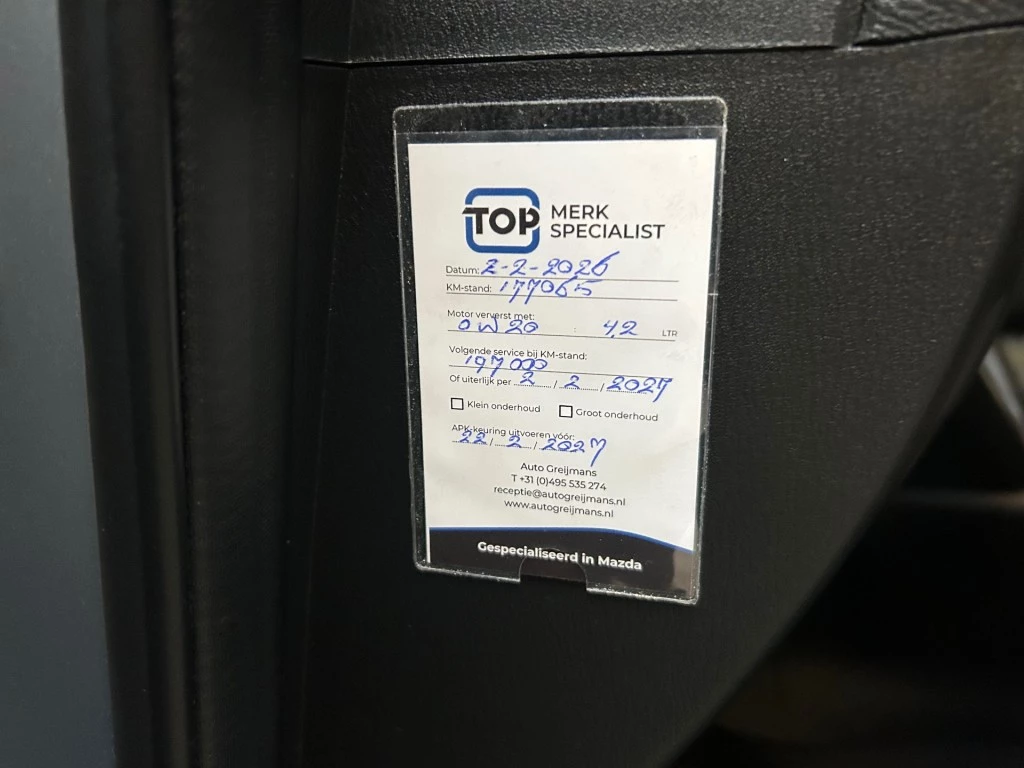 TOP MERK
SPECIALIST
Datum: 2-2-2026
KM-stand: 177065
Motor ververst met:
0W20 : 4,2 LTR
Volgende service bij KM-stand:
197000
Of uiterlijk per 2 / 2 / 2027
Klein onderhoud Groot onderhoud
APK-keuring uitvoeren vóór:
22 / 2 / 2027
Auto Greijmans
T +31 (0)495 535 274
receptie@autogreijmans.nl
www.autogreijmans.nl
Gespecialiseerd in Mazda